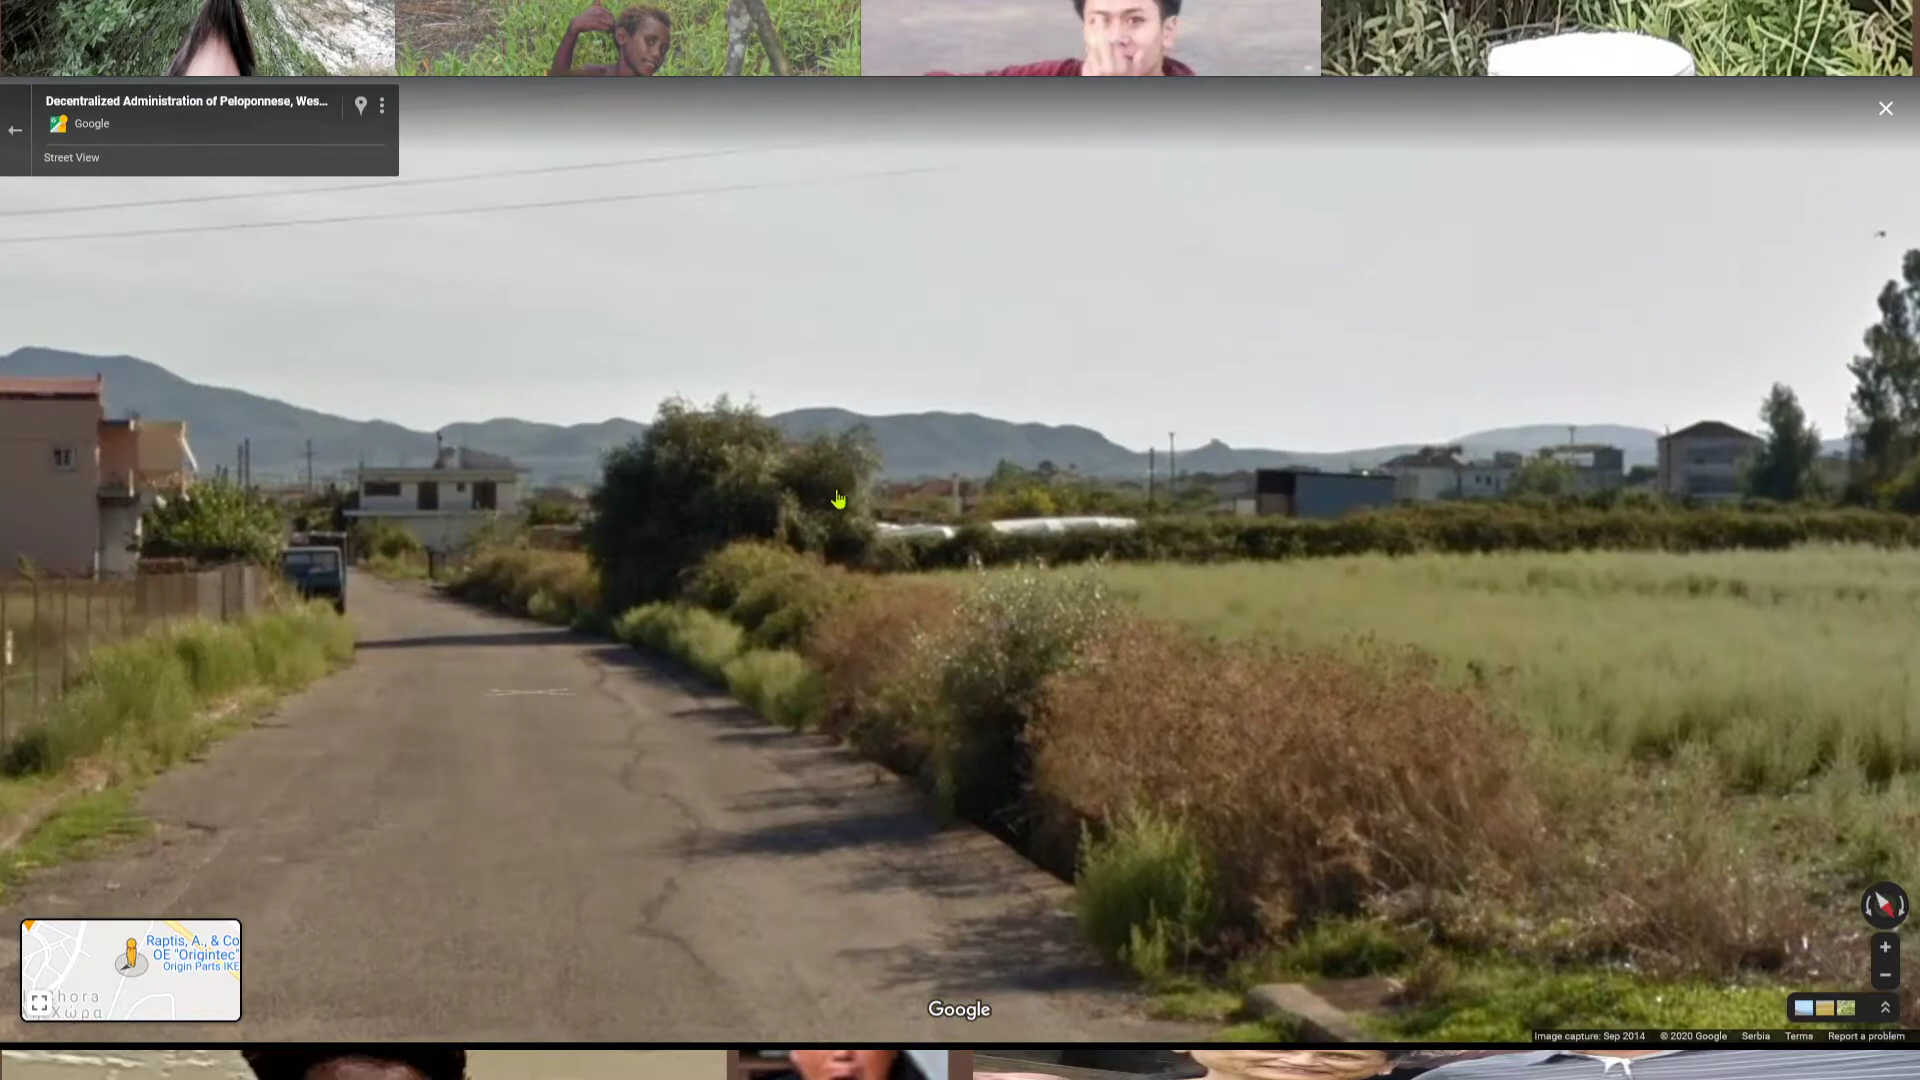 Decentralized Administration of Peloponnese, Wes...
Google
Street View
Raptis, A., & Co
OE "Origintec"
Origin Parts IKE
hora
Χώρα
Google
Image capture: Sep 2014 © 2020 Google Serbia Terms Report a problem